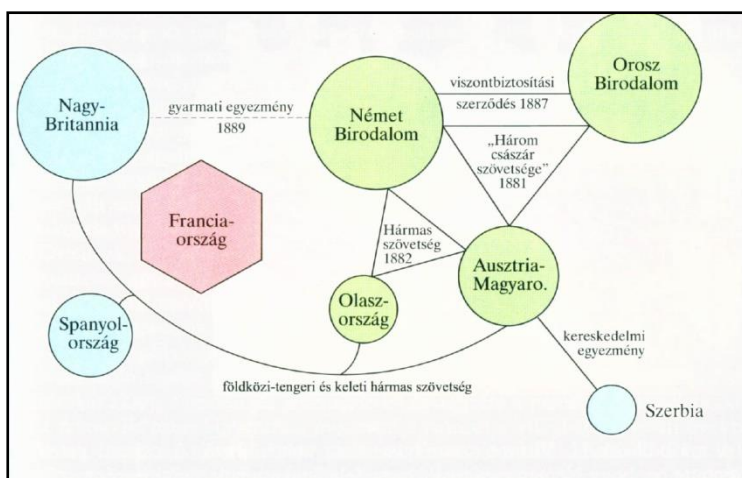 Nagy-
Britannia
gyarmati egyezmény
1889
Német
Birodalom
viszontbiztosítási
szerződés 1887
Orosz
Birodalom
„Három
császár
szövetsége”
1881
Francia-
ország
Hármas
szövetség
1882
Ausztria-
Magyaro.
Olasz-
ország
Spanyol-
ország
kereskedelmi
egyezmény
földközi-tengeri és keleti hármas szövetség
Szerbia